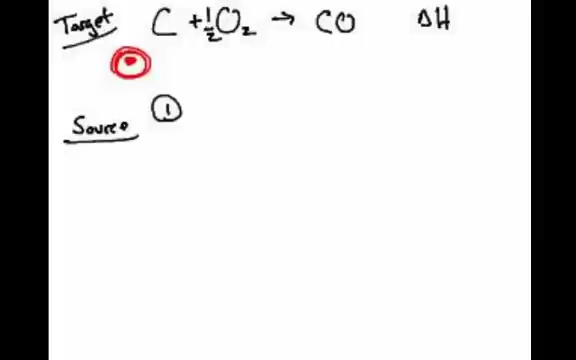 Target C + ½O₂ → CO ΔH
Source ①